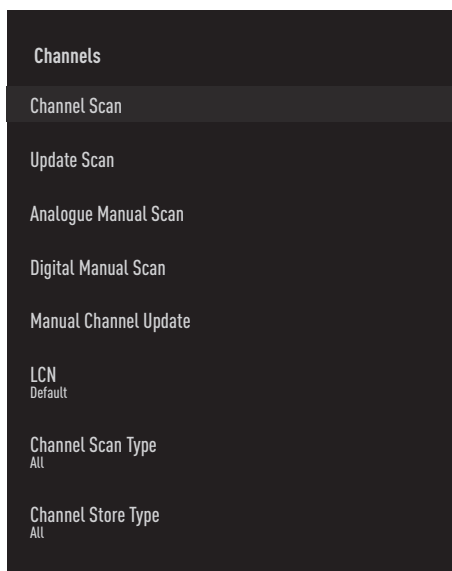 Channels
Channel Scan
Update Scan
Analogue Manual Scan
Digital Manual Scan
Manual Channel Update
LCN
Default
Channel Scan Type
All
Channel Store Type
All